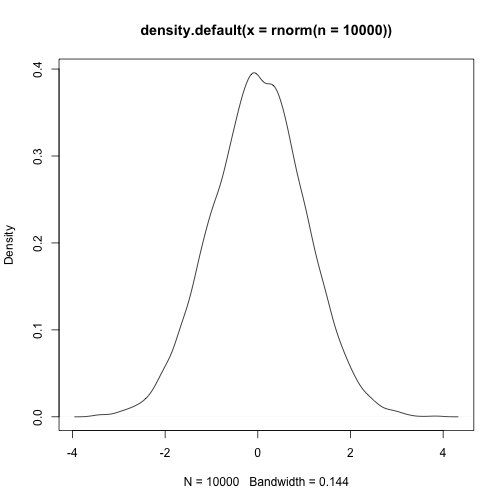 density.default(x = rnorm(n = 10000))
Density
0.4
0.3
0.2
0.1
0.0
-4 -2 0 2 4
N = 10000 Bandwidth = 0.144